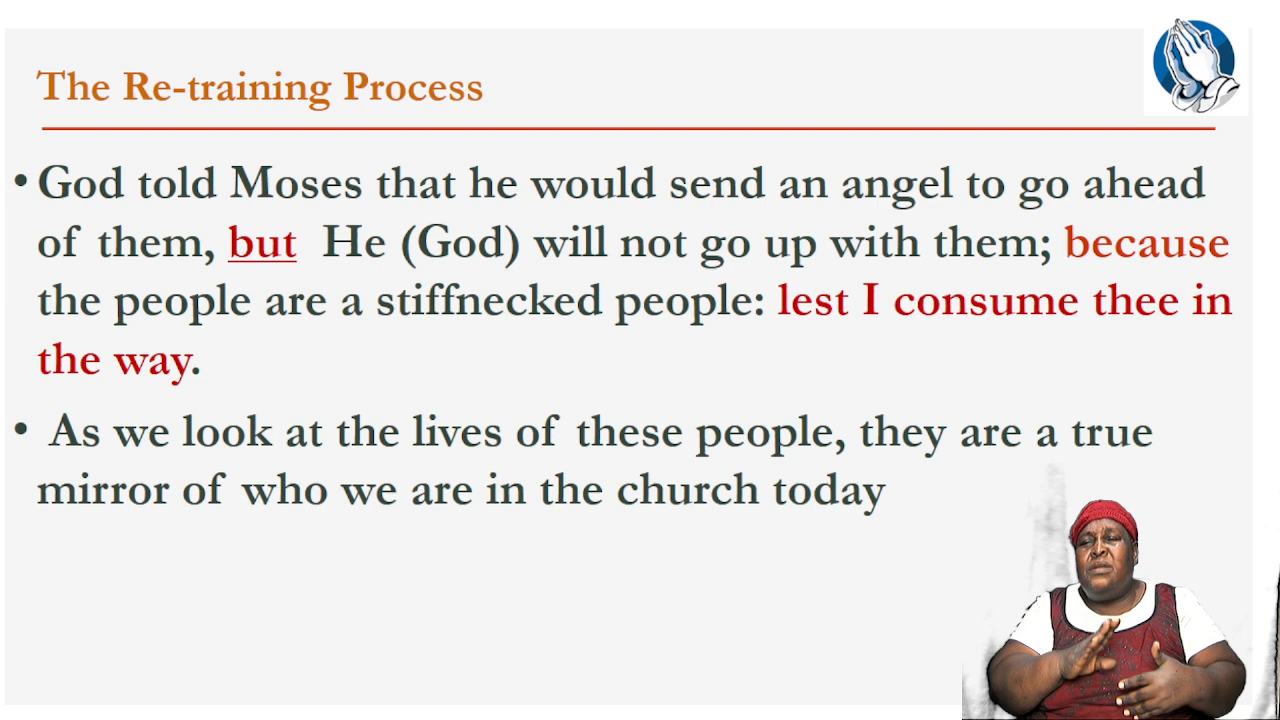 The Re-training Process
• God told Moses that he would send an angel to go ahead
of them, but He (God) will not go up with them; because
the people are a stiffnecked people: lest I consume thee in
the way.
• As we look at the lives of these people, they are a true
mirror of who we are in the church today